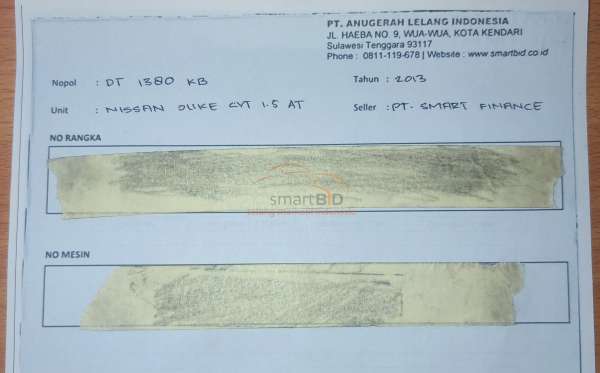 PT. ANUGERAH LELANG INDONESIA
JL. HAEBA NO. 9, WUA-WUA, KOTA KENDARI
Sulawesi Tenggara 93117
Phone : 0811-119-678 | Website : www.smartbid.co.id
Nopol : DT 1380 KB
Tahun : 2013
Unit : NISSAN JUKE CVT 1.5 AT
Seller : PT. SMART FINANCE
NO RANGKA
smartBID
NO MESIN